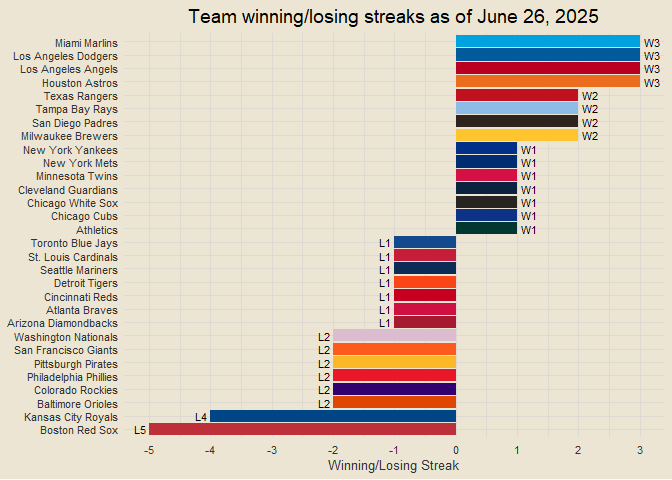 Team winning/losing streaks as of June 26, 2025
Miami Marlins W3
Los Angeles Dodgers W3
Los Angeles Angels W3
Houston Astros W3
Texas Rangers W2
Tampa Bay Rays W2
San Diego Padres W2
Milwaukee Brewers W2
New York Yankees W1
New York Mets W1
Minnesota Twins W1
Cleveland Guardians W1
Chicago White Sox W1
Chicago Cubs W1
Athletics W1
Toronto Blue Jays L1
St. Louis Cardinals L1
Seattle Mariners L1
Detroit Tigers L1
Cincinnati Reds L1
Atlanta Braves L1
Arizona Diamondbacks L1
Washington Nationals L2
San Francisco Giants L2
Pittsburgh Pirates L2
Philadelphia Phillies L2
Colorado Rockies L2
Baltimore Orioles L2
Kansas City Royals L4
Boston Red Sox L5
-5 -4 -3 -2 -1 0 1 2 3
Winning/Losing Streak